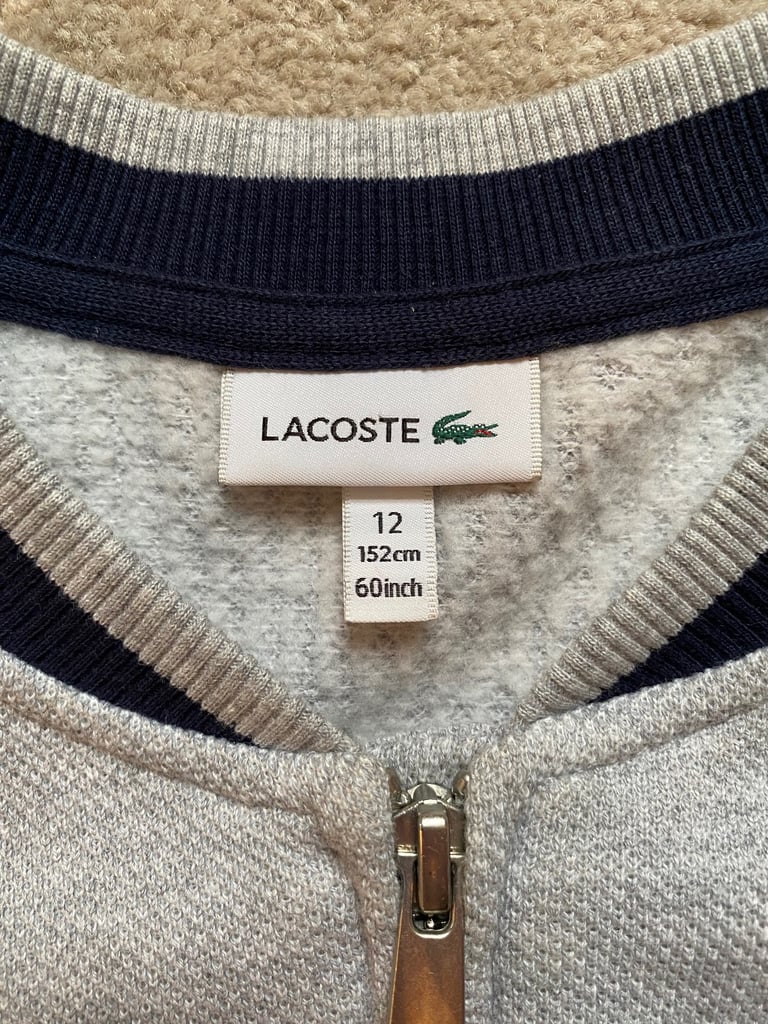 LACOSTE
12
152cm
60inch